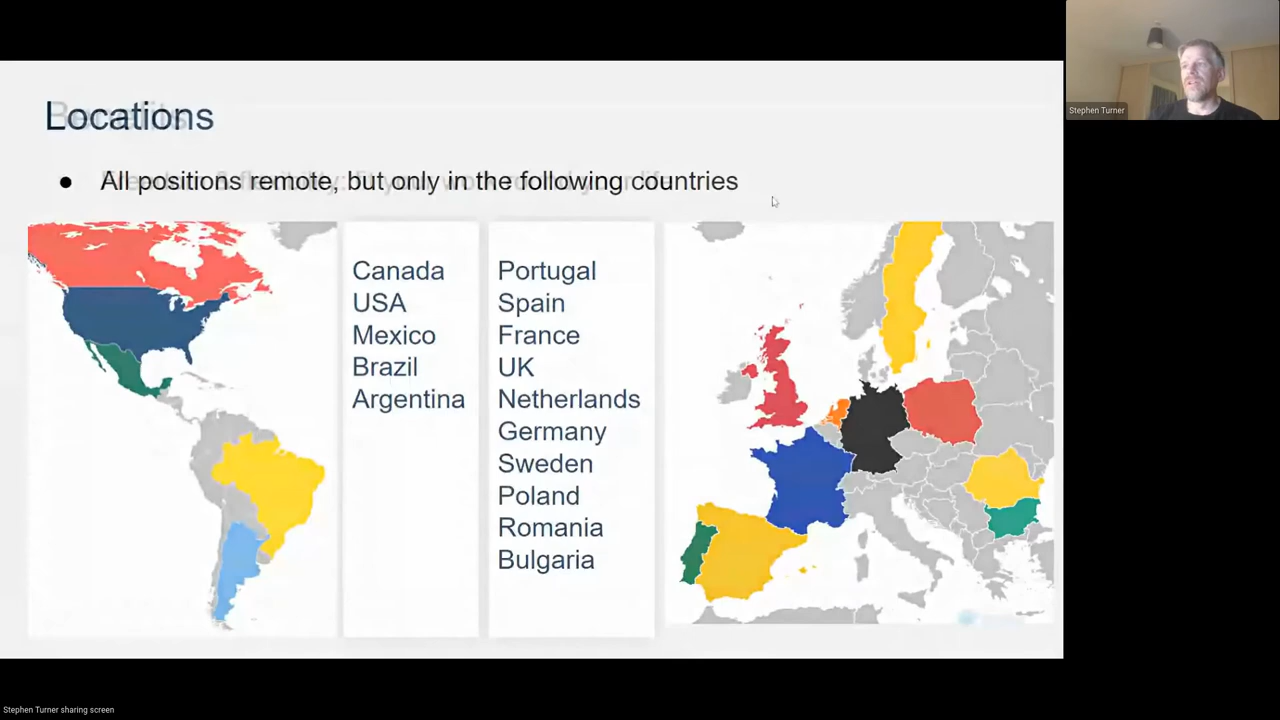 Locations
● All positions remote, but only in the following countries
Canada
USA
Mexico
Brazil
Argentina
Portugal
Spain
France
UK
Netherlands
Germany
Sweden
Poland
Romania
Bulgaria
Stephen Turner
Stephen Turner sharing screen